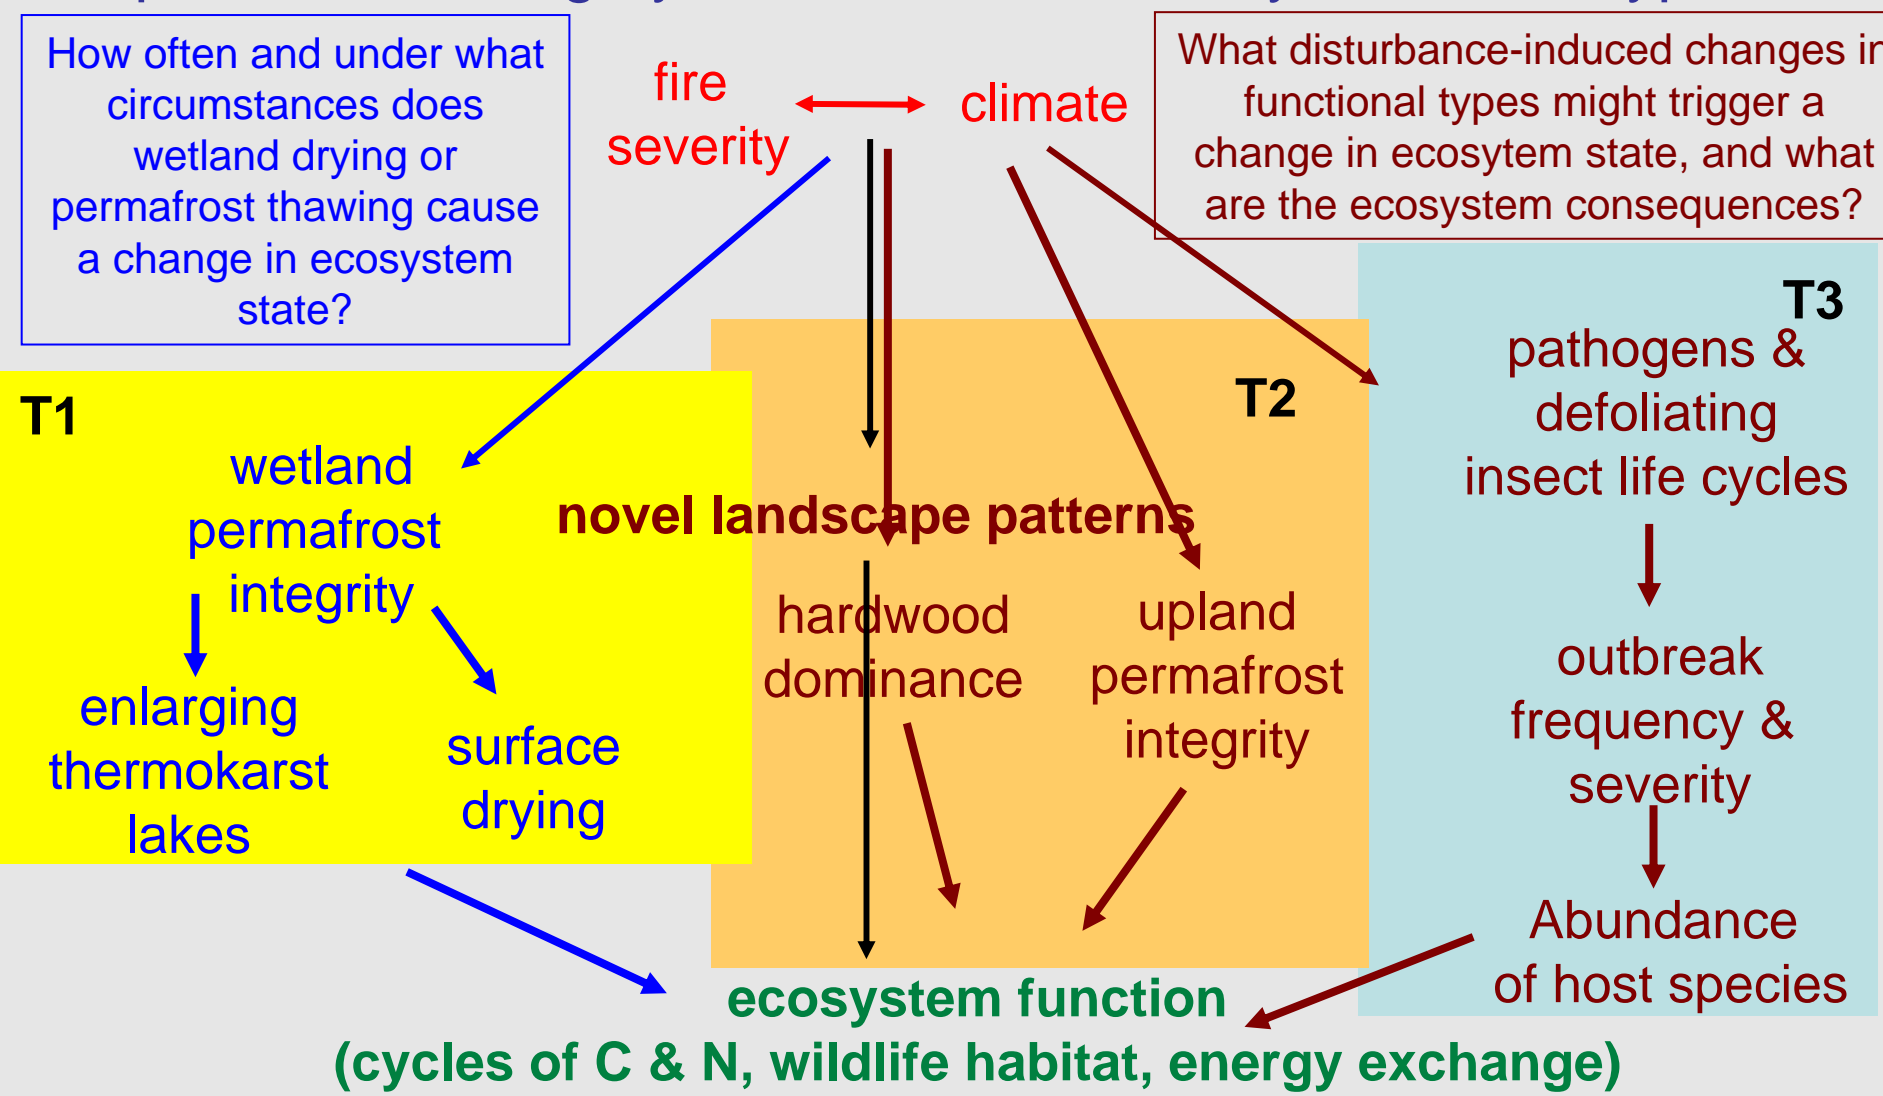 How often and under what
circumstances does
wetland drying or
permafrost thawing cause
a change in ecosystem
state?
fire
severity
climate
What disturbance-induced changes in
functional types might trigger a
change in ecosytem state, and what
are the ecosystem consequences?
T1
wetland
permafrost
integrity
enlarging
thermokarst
lakes
surface
drying
T2
novel landscape patterns
hardwood
dominance
upland
permafrost
integrity
T3
pathogens &
defoliating
insect life cycles
outbreak
frequency &
severity
Abundance
of host species
ecosystem function
(cycles of C & N, wildlife habitat, energy exchange)